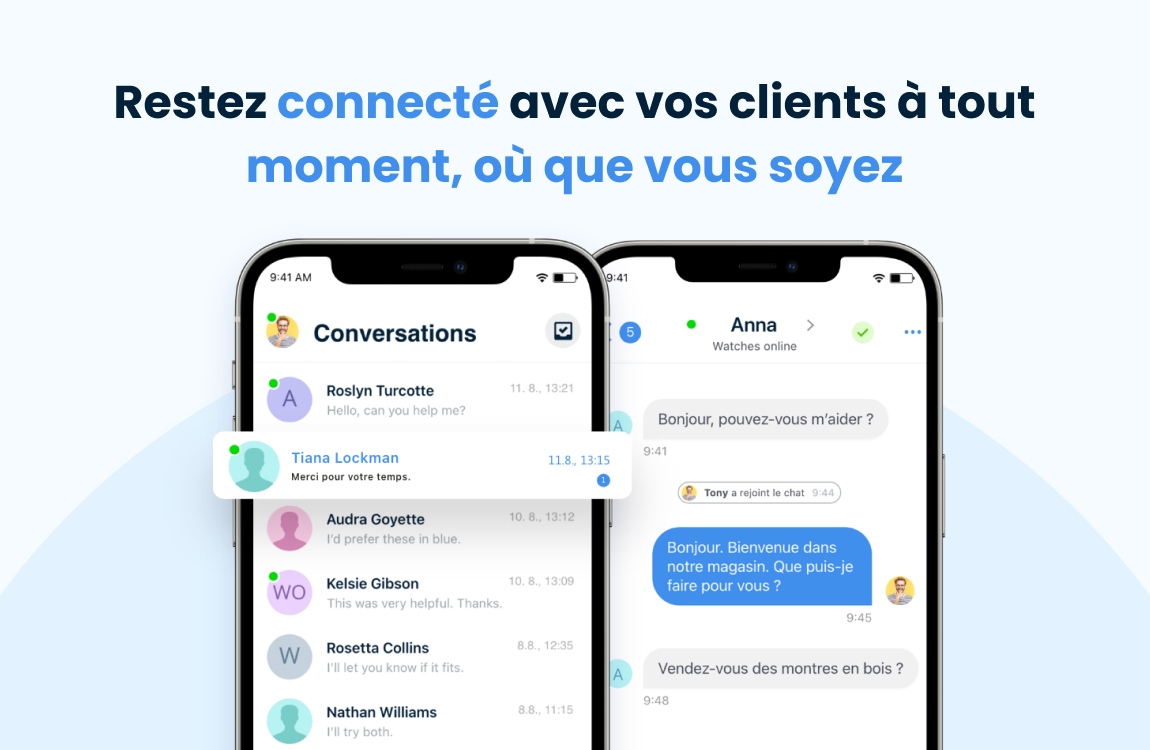 Restez connecté avec vos clients à tout
moment, où que vous soyez
9:41 AM
Conversations
A
Roslyn Turcotte
11. 8., 13:21
Hello, can you help me?
Tiana Lockman
11.8., 13:15
Merci pour votre temps.
1
Audra Goyette
10. 8., 13:12
I'd prefer these in blue.
WO
Kelsie Gibson
10. 8., 13:09
This was very helpful. Thanks.
W
Rosetta Collins
8.8., 12:35
I'll let you know if it fits.
Nathan Williams
8.8., 11:15
I'll try both.
9:41
5
Anna
Watches online
A
Bonjour, pouvez-vous m’aider ?
9:41
Tony a rejoint le chat 9:44
Bonjour. Bienvenue dans
notre magasin. Que puis-je
faire pour vous ?
9:45
A
Vendez-vous des montres en bois ?
9:48